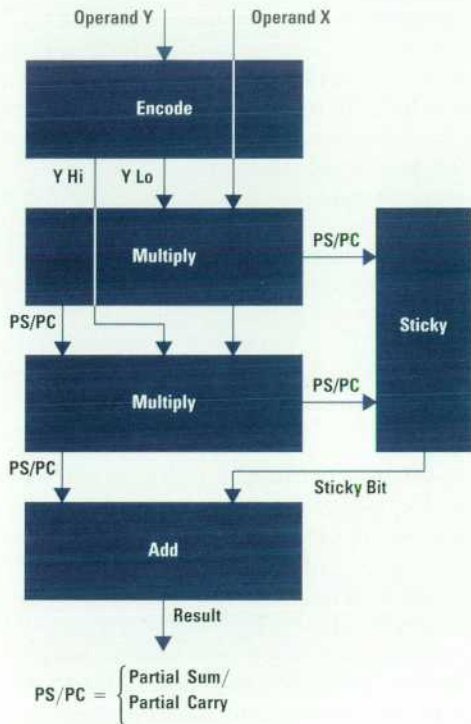 Operand Y
Operand X
Encode
Y Hi
Y Lo
Multiply
PS/PC
Sticky
PS/PC
Multiply
PS/PC
PS/PC
Sticky Bit
Add
Result
PS/PC = { Partial Sum/
Partial Carry